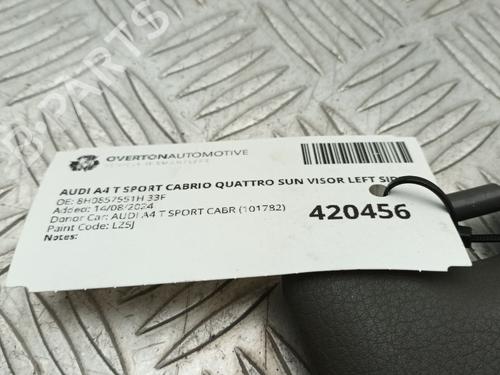 B-PARTS
OVERTONAUTOMOTIVE
AUDI A4 T SPORT CABRIO QUATTRO SUN VISOR LEFT SID
OE: 8H0857551H 33F
Added: 14/08/2024
Donor Car: AUDI A4 T SPORT CABR (101782)
Paint Code: LZ5J
Notes:
420456